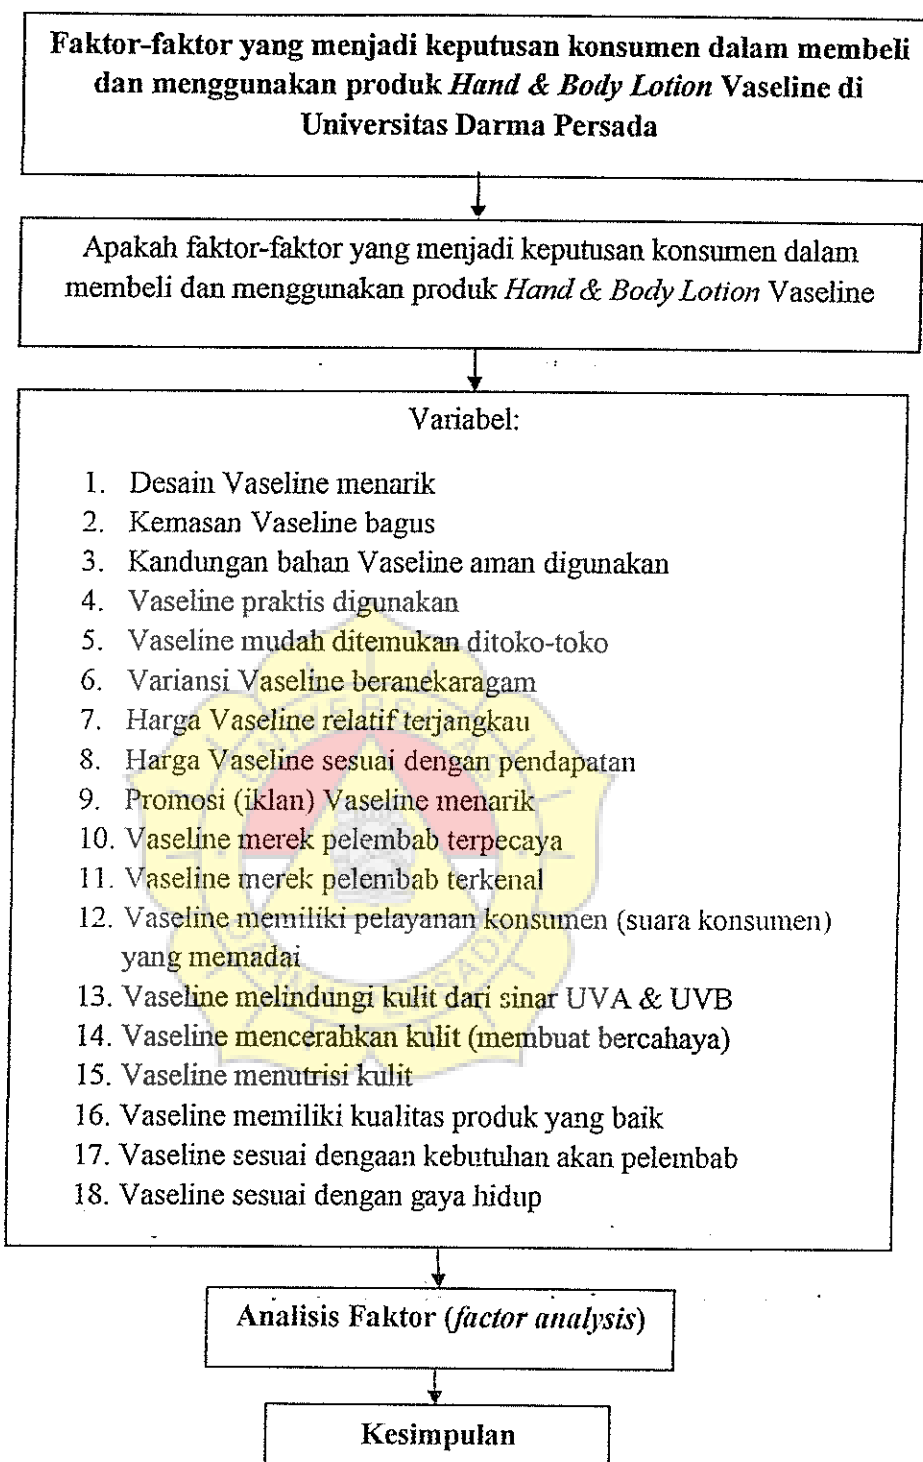 Faktor-faktor yang menjadi keputusan konsumen dalam membeli
dan menggunakan produk Hand & Body Lotion Vaseline di
Universitas Darma Persada
Apakah faktor-faktor yang menjadi keputusan konsumen dalam
membeli dan menggunakan produk Hand & Body Lotion Vaseline
Variabel:
1. Desain Vaseline menarik
2. Kemasan Vaseline bagus
3. Kandungan bahan Vaseline aman digunakan
4. Vaseline praktis digunakan
5. Vaseline mudah ditemukan ditoko-toko
6. Variansi Vaseline beranekaragam
7. Harga Vaseline relatif terjangkau
8. Harga Vaseline sesuai dengan pendapatan
9. Promosi (iklan) Vaseline menarik
10. Vaseline merek pelembab terpecaya
11. Vaseline merek pelembab terkenal
12. Vaseline memiliki pelayanan konsumen (suara konsumen)
yang memadai
13. Vaseline melindungi kulit dari sinar UVA & UVB
14. Vaseline mencerahkan kulit (membuat bercahaya)
15. Vaseline menutrisi kulit
16. Vaseline memiliki kualitas produk yang baik
17. Vaseline sesuai dengaan kebutuhan akan pelembab
18. Vaseline sesuai dengan gaya hidup
Analisis Faktor (factor analysis)
Kesimpulan
UNIVERSITAS
DARMA PERSADA